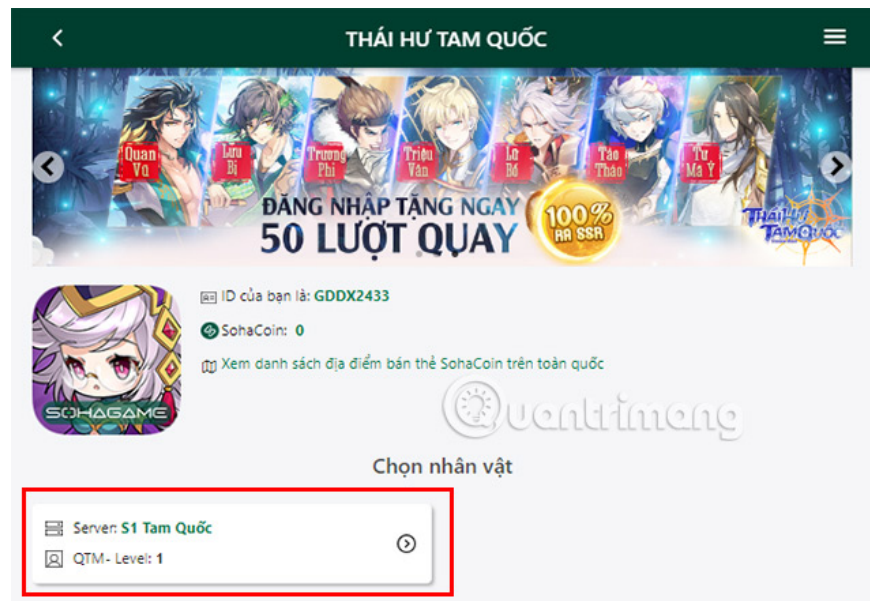 THÁI HƯ TAM QUỐC
Quan Vũ
Lưu Bị
Trương Phi
Triệu Vân
Lữ Bố
Tào Tháo
Tư Mã Ý
ĐĂNG NHẬP TẶNG NGAY
50 LƯỢT QUAY
100%
RA SSR
THÁI HƯ
TAM QUỐC
ID của bạn là: GDDX2433
SohaCoin: 0
Xem danh sách địa điểm bán thẻ SohaCoin trên toàn quốc
SOHAGAME
Quantrimang
Chọn nhân vật
Server: S1 Tam Quốc
QTM- Level: 1